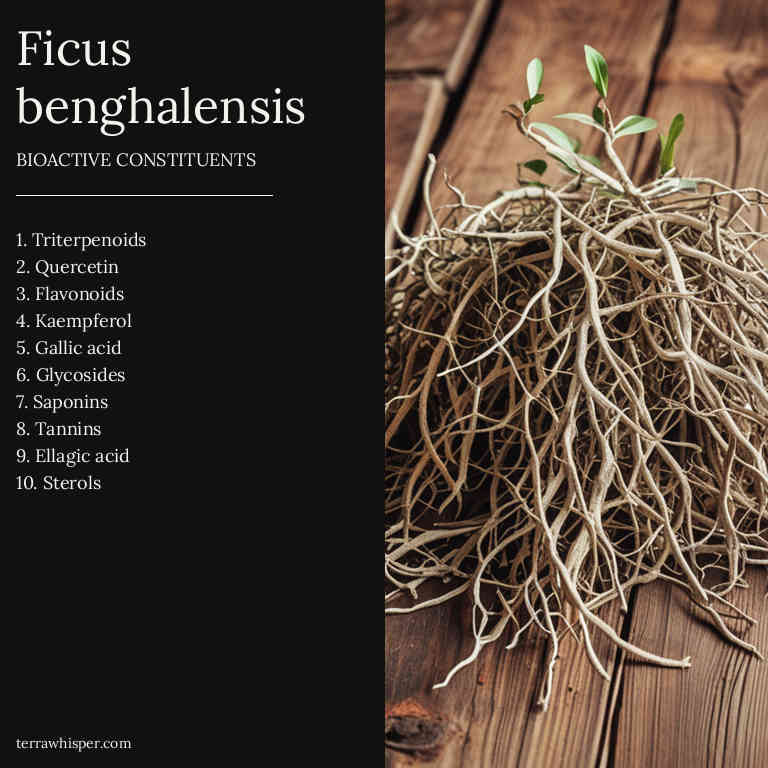 Ficus
benghalensis
BIOACTIVE CONSTITUENTS
1. Triterpenoids
2. Quercetin
3. Flavonoids
4. Kaempferol
5. Gallic acid
6. Glycosides
7. Saponins
8. Tannins
9. Ellagic acid
10. Sterols
terrawhisper.com